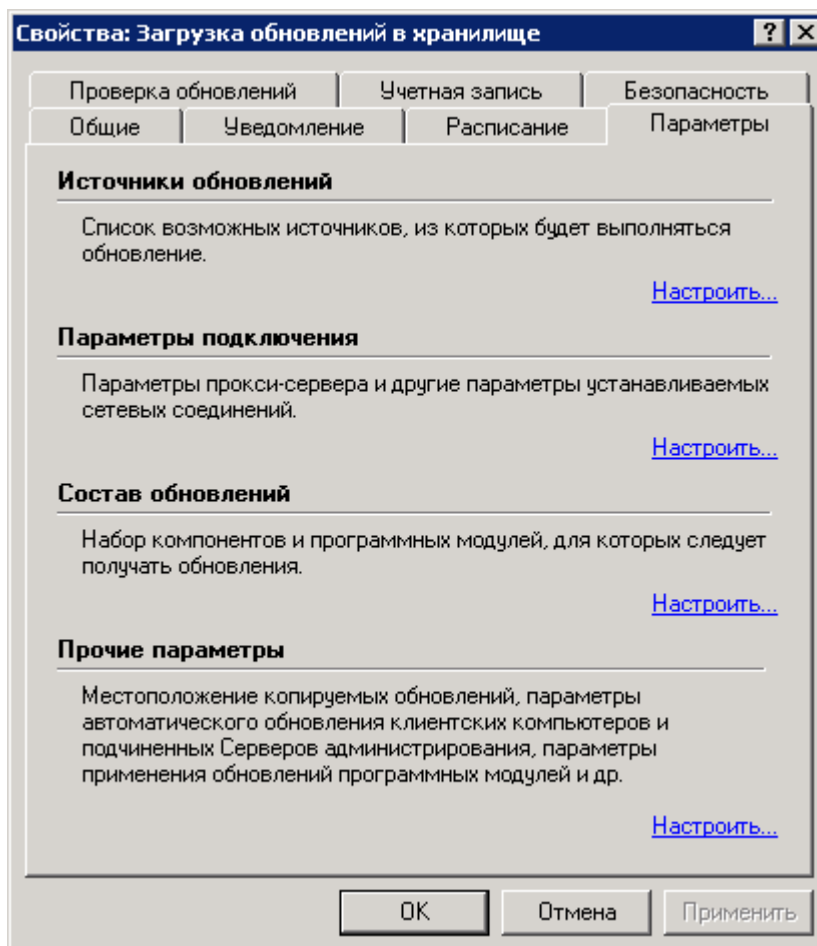 Свойства: Загрузка обновлений в хранилище
Проверка обновлений Учетная запись Безопасность
Общие Уведомление Расписание Параметры
Источники обновлений
Список возможных источников, из которых будет выполняться
обновление.
Настроить...
Параметры подключения
Параметры прокси-сервера и другие параметры устанавливаемых
сетевых соединений.
Настроить...
Состав обновлений
Набор компонентов и программных модулей, для которых следует
получать обновления.
Настроить...
Прочие параметры
Местоположение копируемых обновлений, параметры
автоматического обновления клиентских компьютеров и
подчиненных Серверов администрирования, параметры
применения обновлений программных модулей и др.
Настроить...
OK Отмена Применить